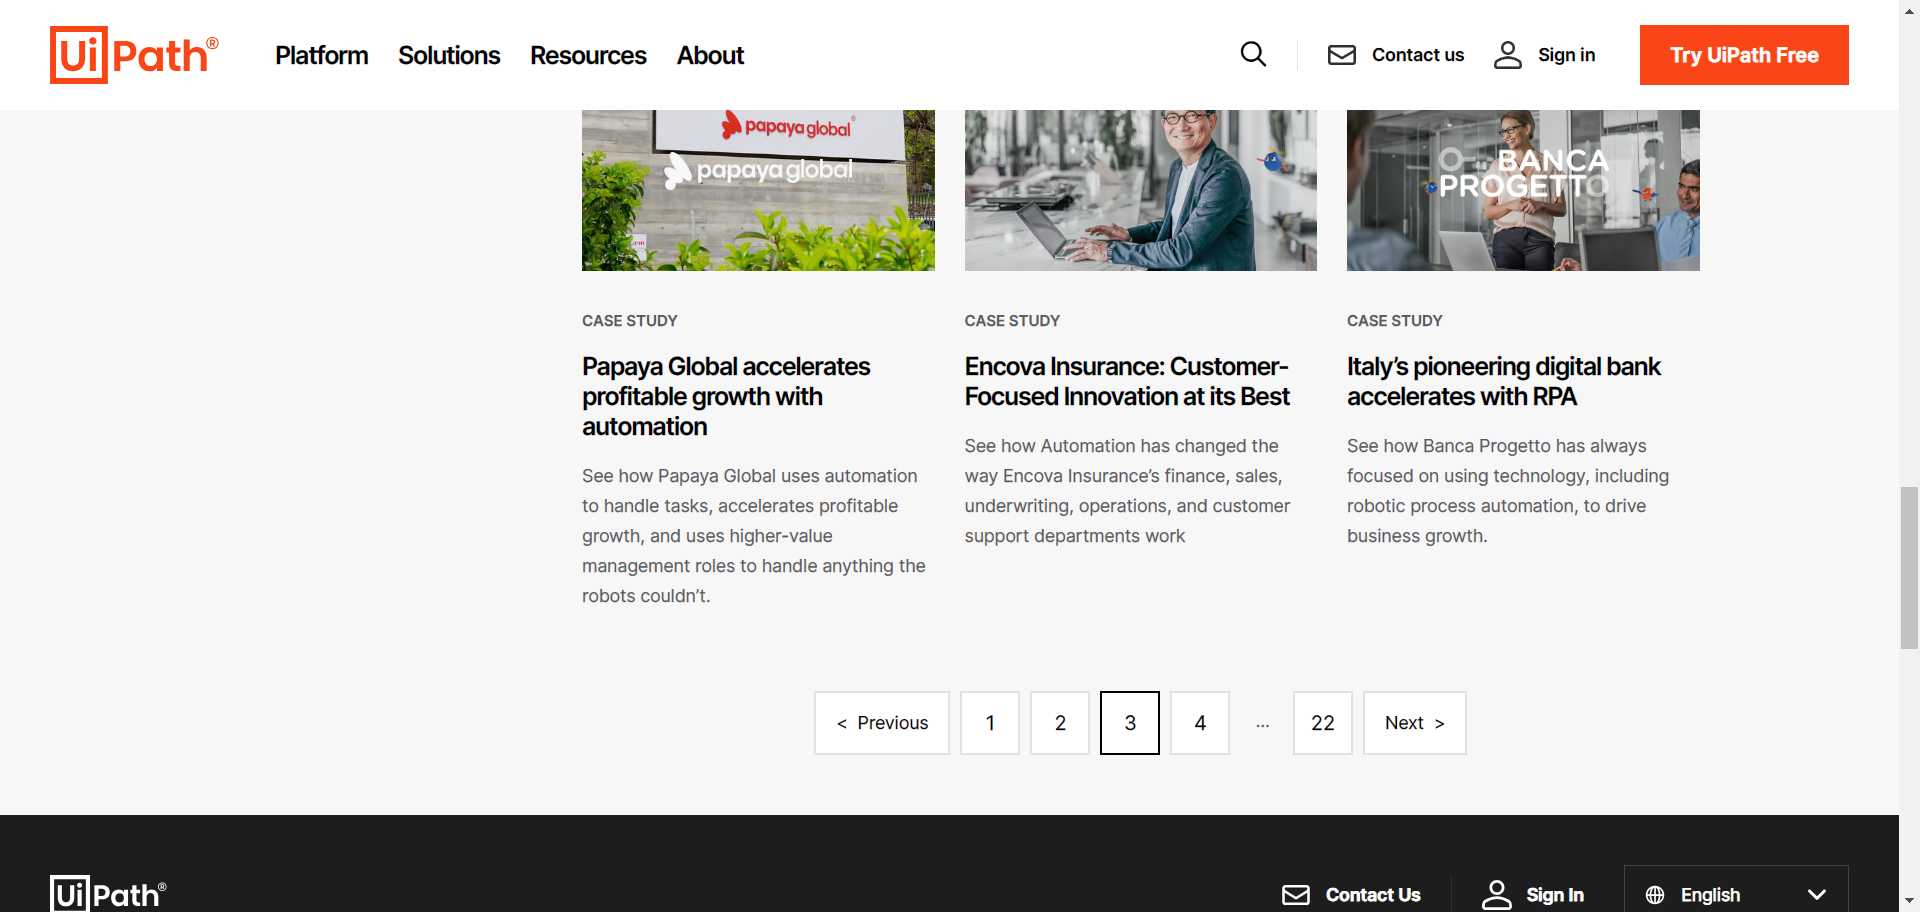 UiPath®
Platform Solutions Resources About
Contact us Sign in Try UiPath Free
papaya global®
papaya global
BANCA
PROGETTO
CASE STUDY
Papaya Global accelerates
profitable growth with
automation
See how Papaya Global uses automation
to handle tasks, accelerates profitable
growth, and uses higher-value
management roles to handle anything the
robots couldn’t.
CASE STUDY
Encova Insurance: Customer-
Focused Innovation at its Best
See how Automation has changed the
way Encova Insurance’s finance, sales,
underwriting, operations, and customer
support departments work
CASE STUDY
Italy’s pioneering digital bank
accelerates with RPA
See how Banca Progetto has always
focused on using technology, including
robotic process automation, to drive
business growth.
< Previous 1 2 3 4 ... 22 Next >
UiPath®
Contact Us Sign In English